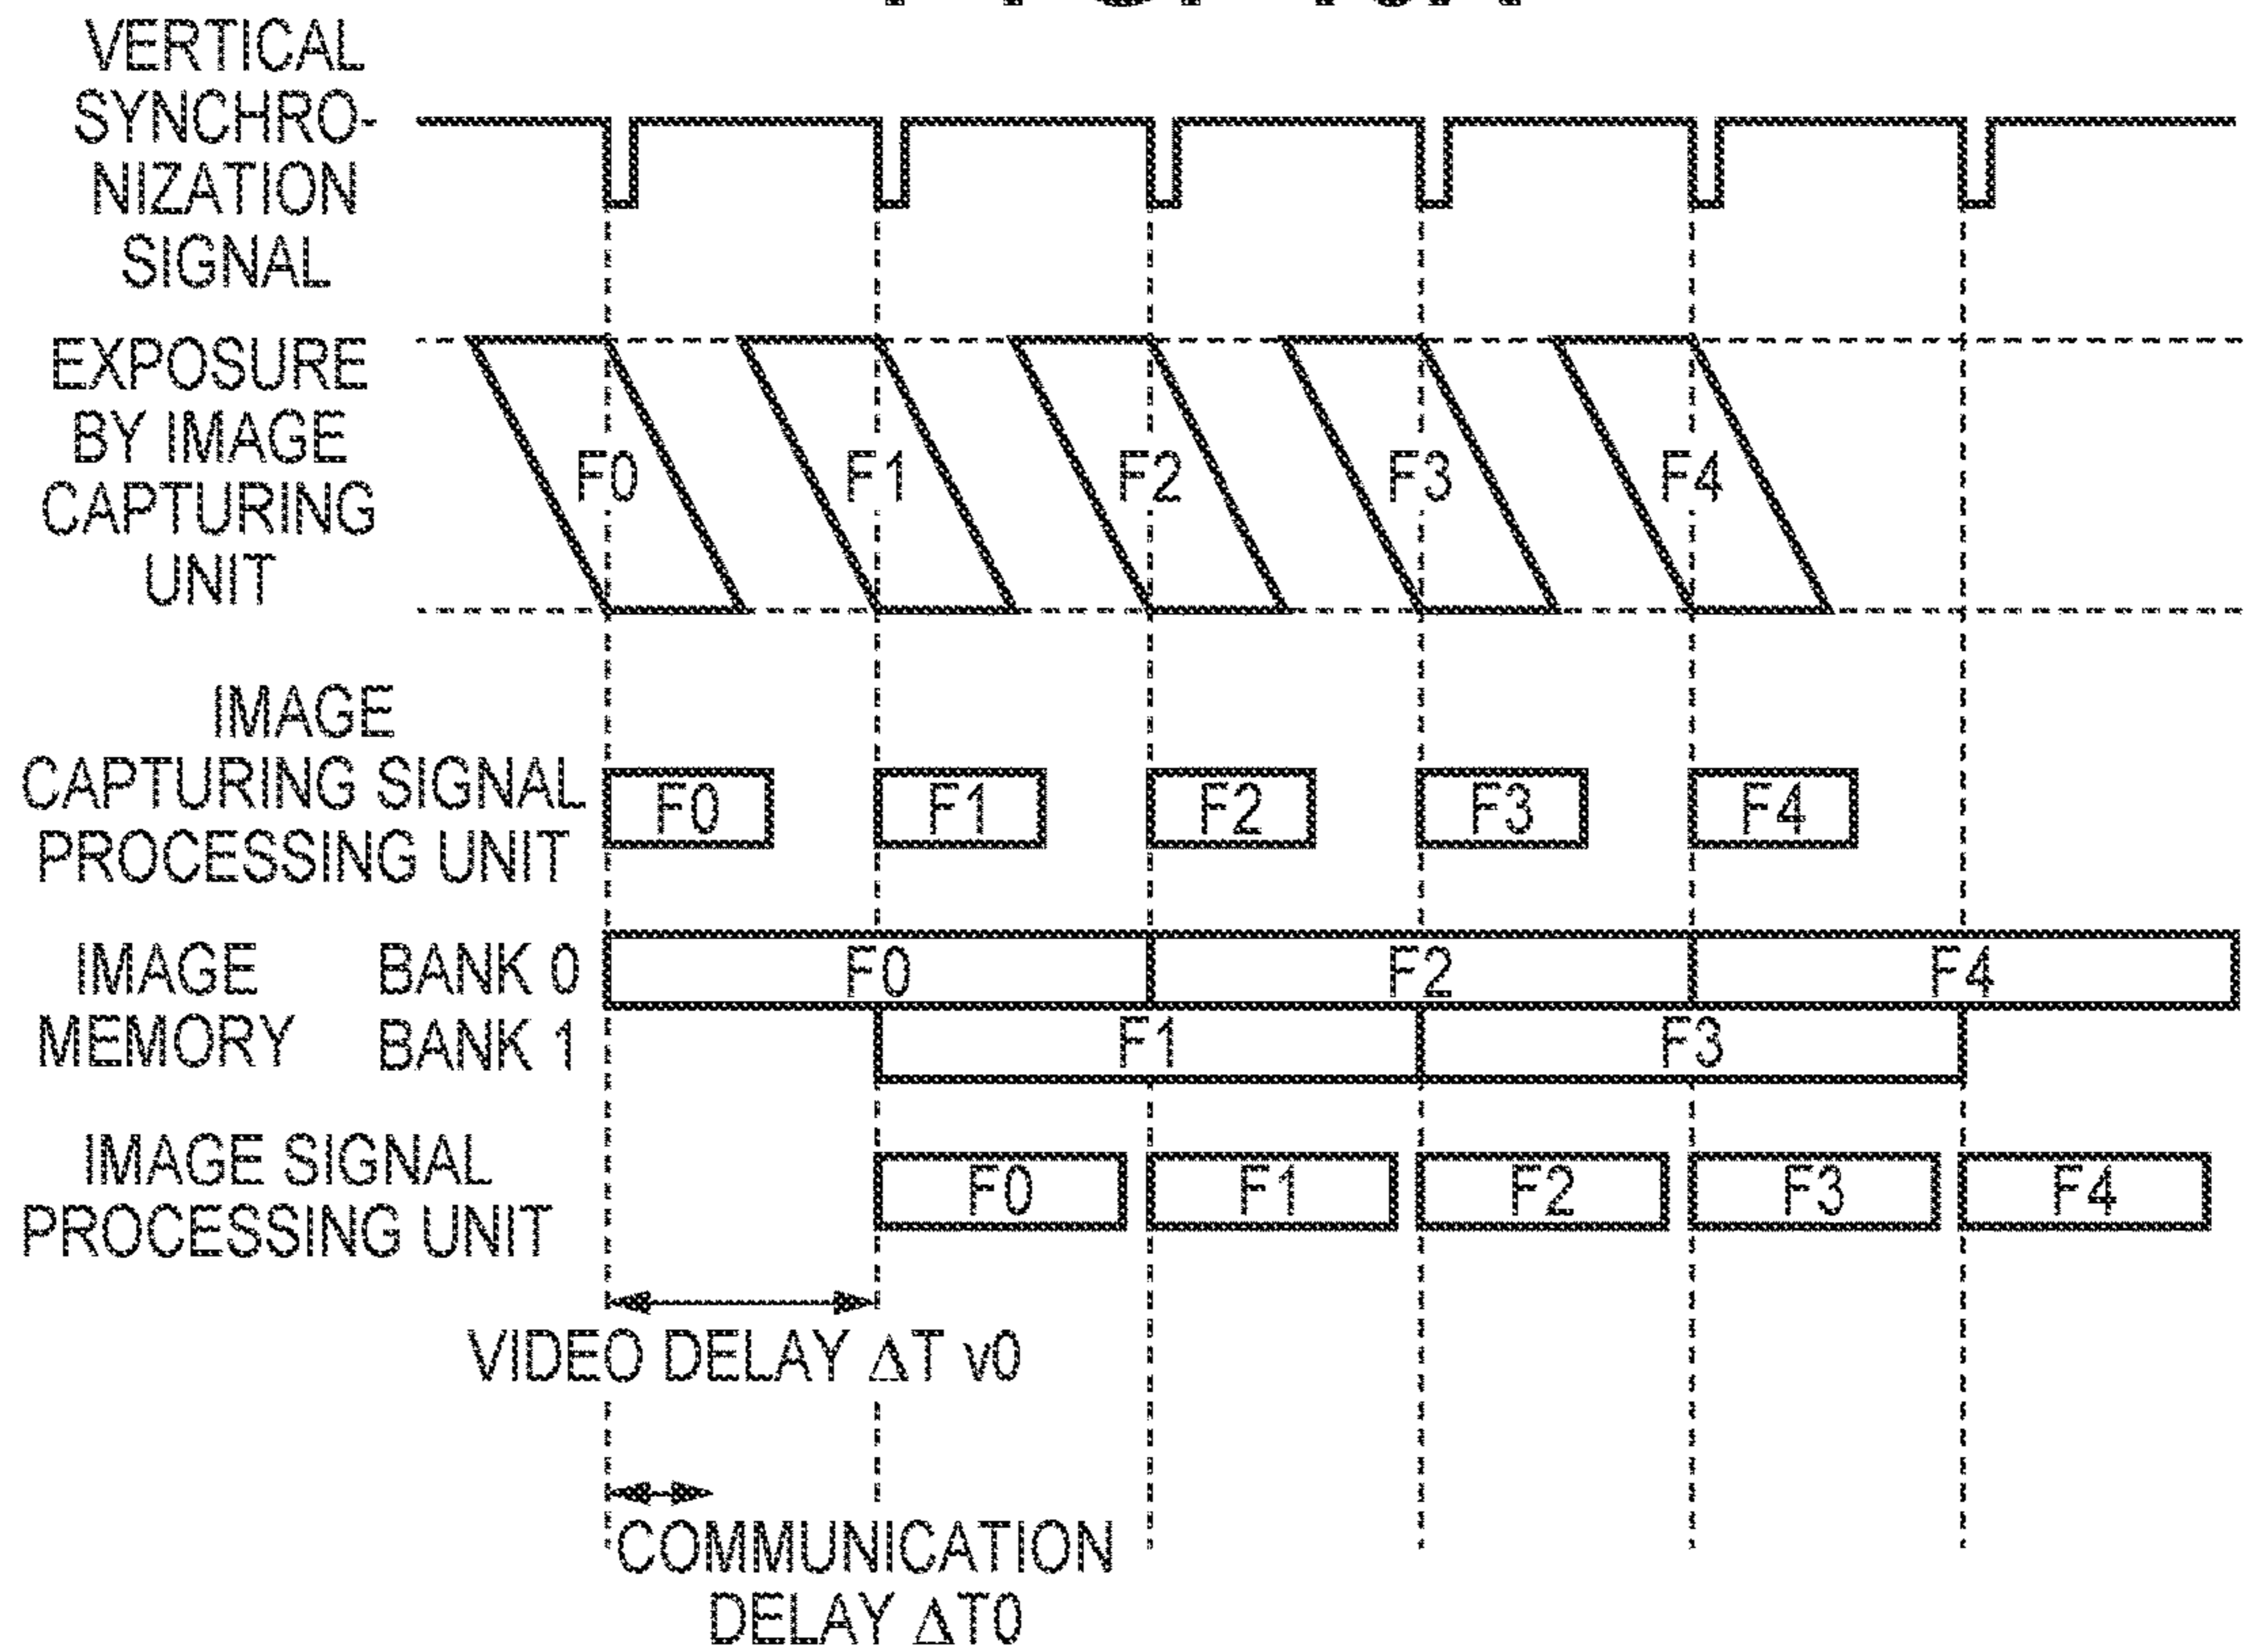 VERTICAL
SYNCHRO-
NIZATION
SIGNAL
EXPOSURE
BY IMAGE
CAPTURING
UNIT
F0 F1 F2 F3 F4
IMAGE
CAPTURING SIGNAL
PROCESSING UNIT
F0 F1 F2 F3 F4
IMAGE MEMORY
BANK 0 F0 F2 F4
BANK 1 F1 F3
IMAGE SIGNAL
PROCESSING UNIT
F0 F1 F2 F3 F4
VIDEO DELAY ΔT v0
COMMUNICATION
DELAY ΔT0